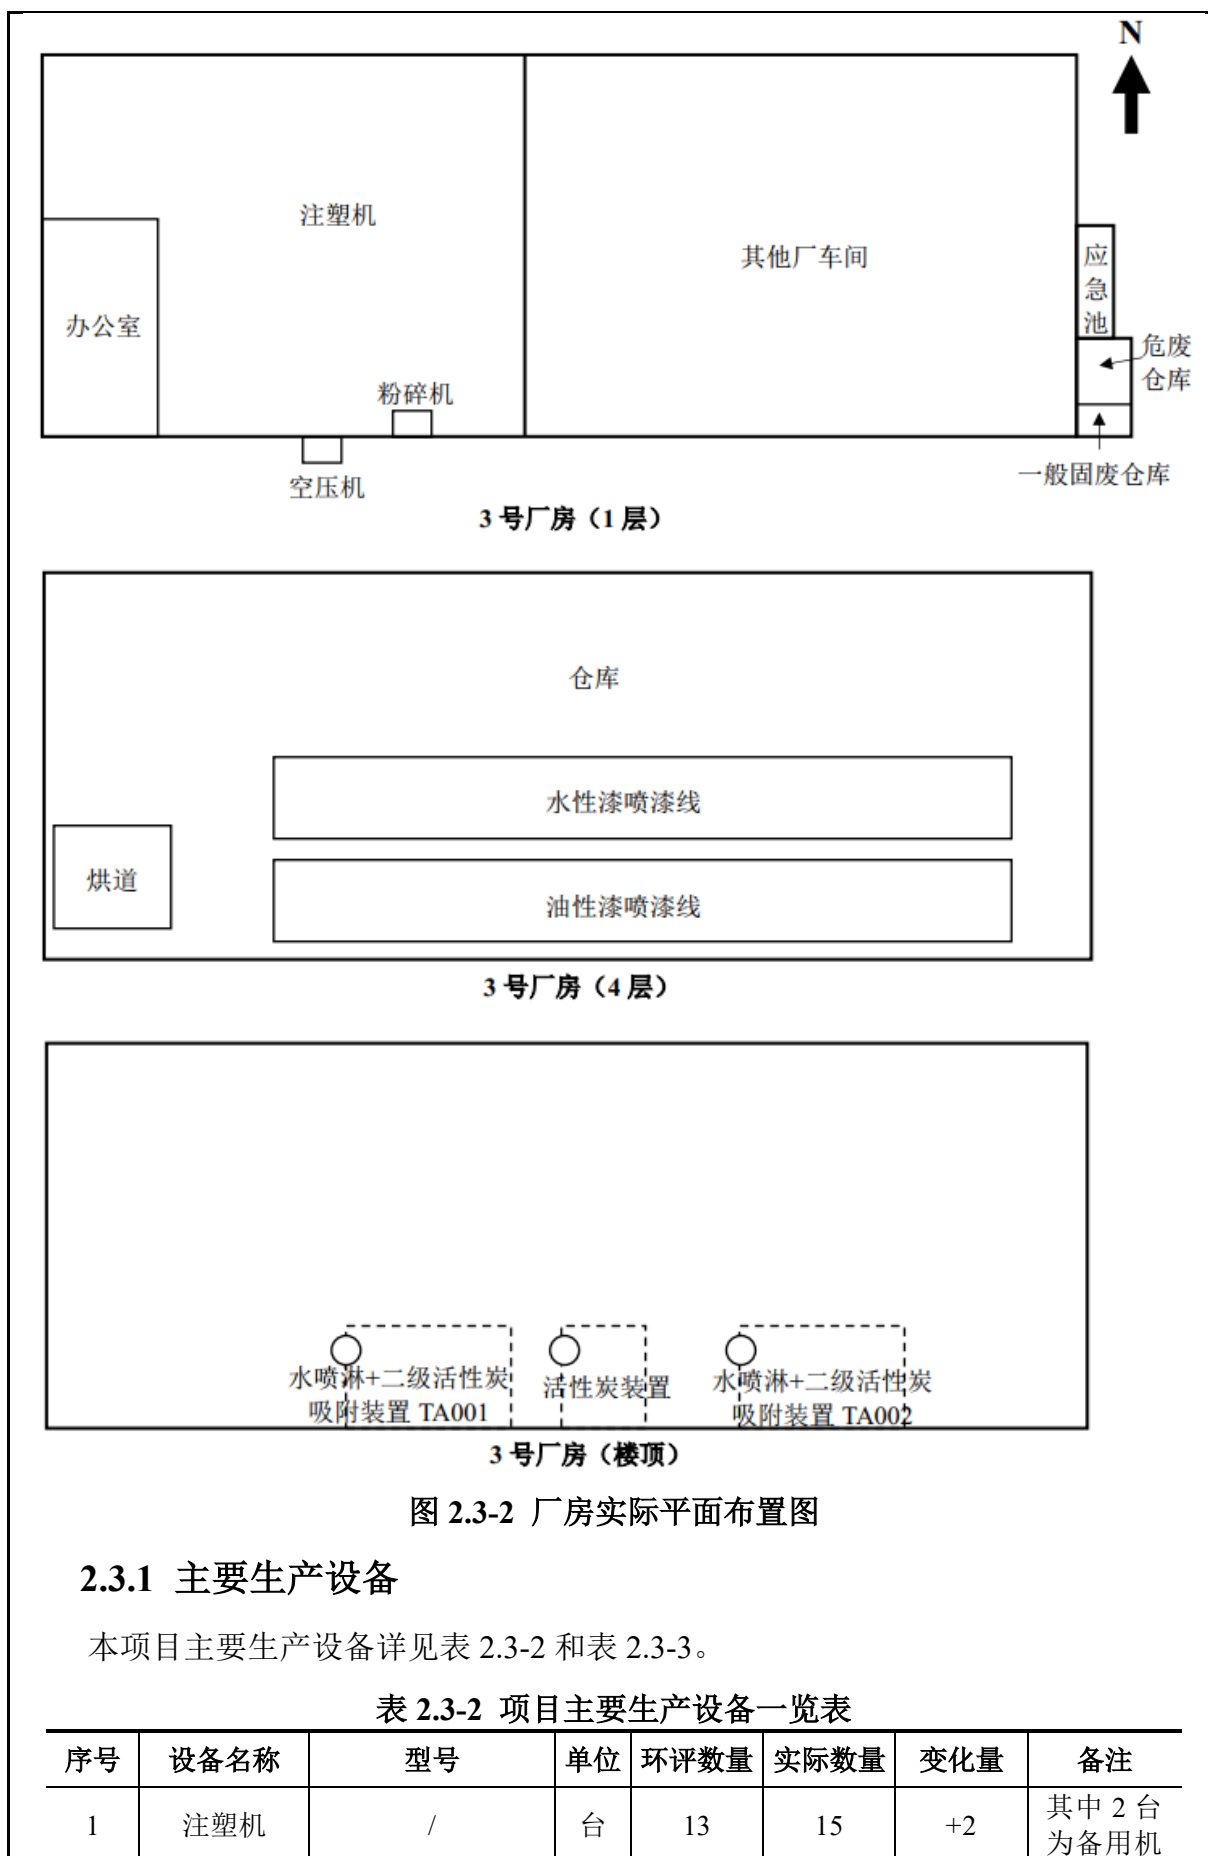 N
注塑机
其他厂车间
应
急
池
办公室
危废
仓库
粉碎机
空压机
一般固废仓库
3 号厂房（1 层）
仓库
水性漆喷漆线
烘道
油性漆喷漆线
3 号厂房（4 层）
水喷淋+二级活性炭
吸附装置 TA001
活性炭装置
水喷淋+二级活性炭
吸附装置 TA002
3 号厂房（楼顶）
图 2.3-2 厂房实际平面布置图
2.3.1 主要生产设备
本项目主要生产设备详见表 2.3-2 和表 2.3-3。
表 2.3-2 项目主要生产设备一览表
序号 设备名称 型号 单位 环评数量 实际数量 变化量 备注
1 注塑机 / 台 13 15 +2 其中 2 台
为备用机